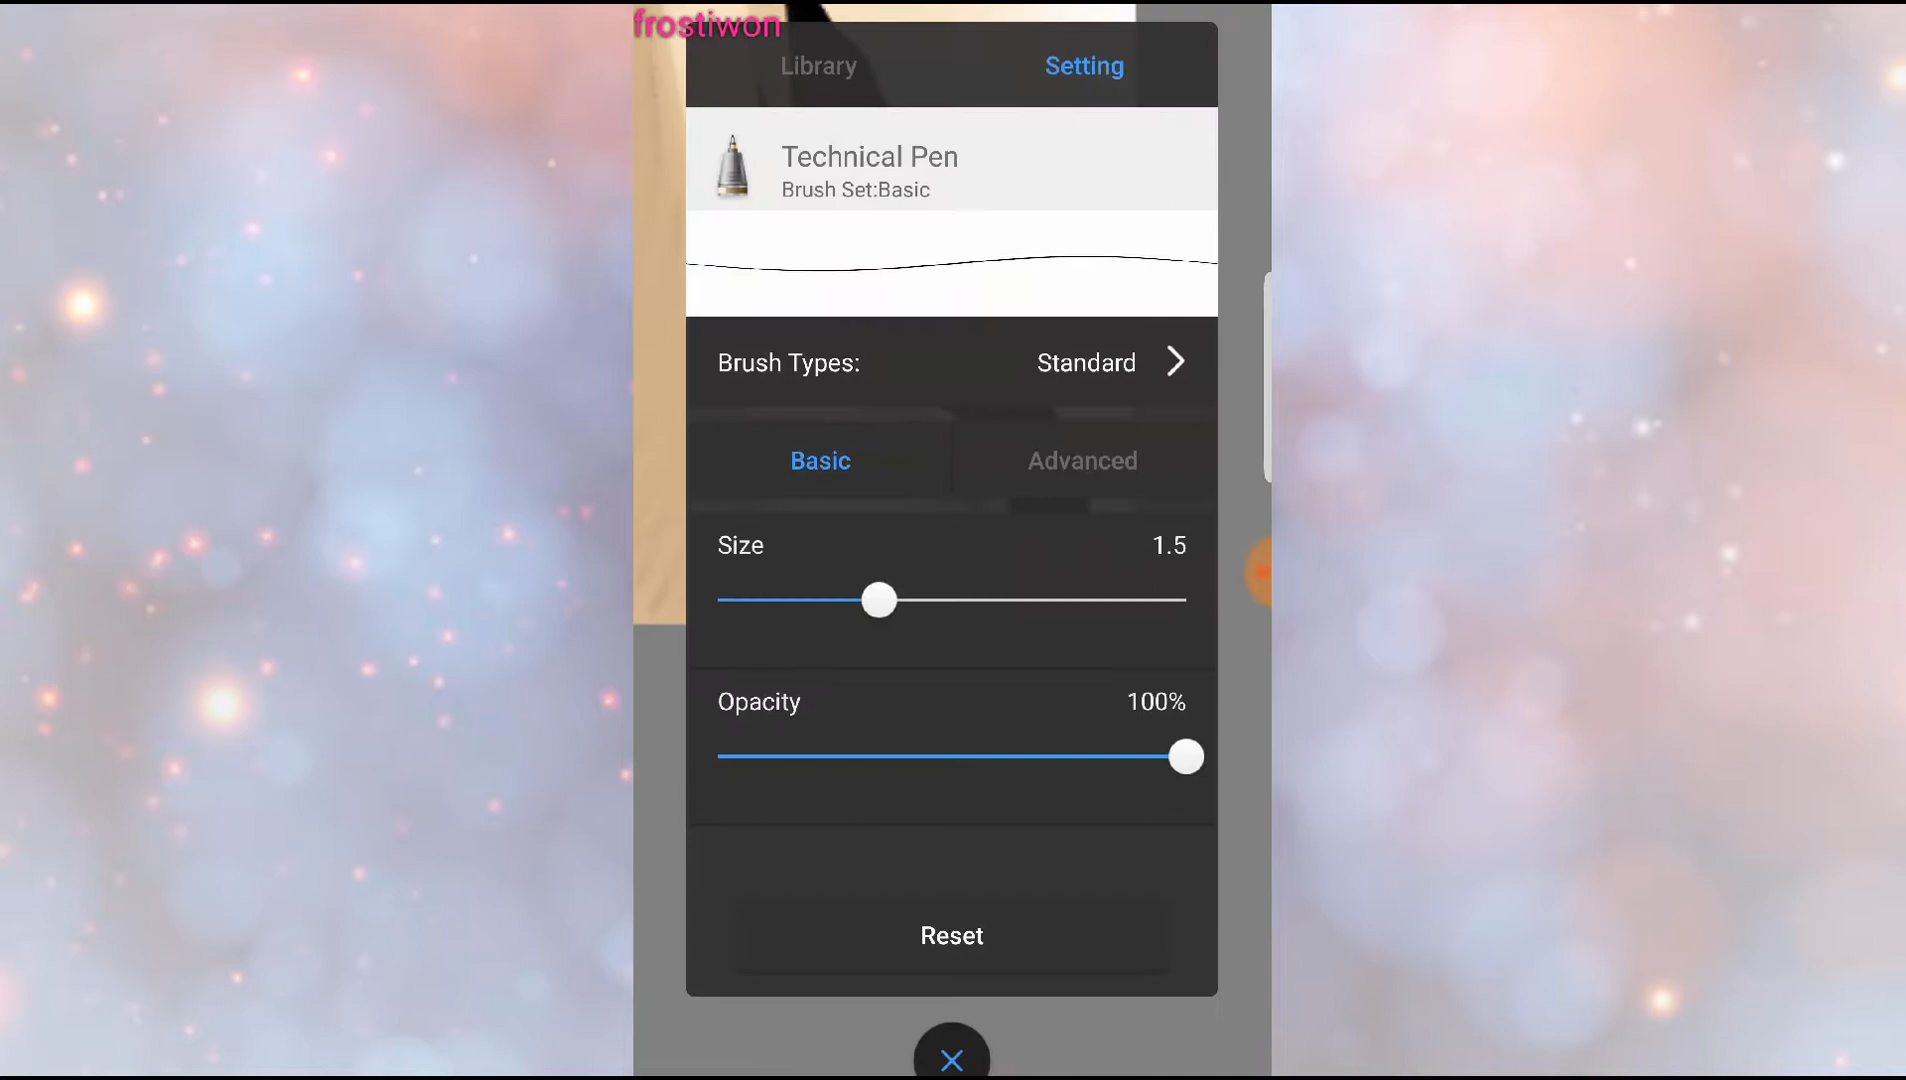 frostiwon
Library Setting
Technical Pen
Brush Set:Basic
Brush Types: Standard
Basic Advanced
Size 1.5
Opacity 100%
Reset